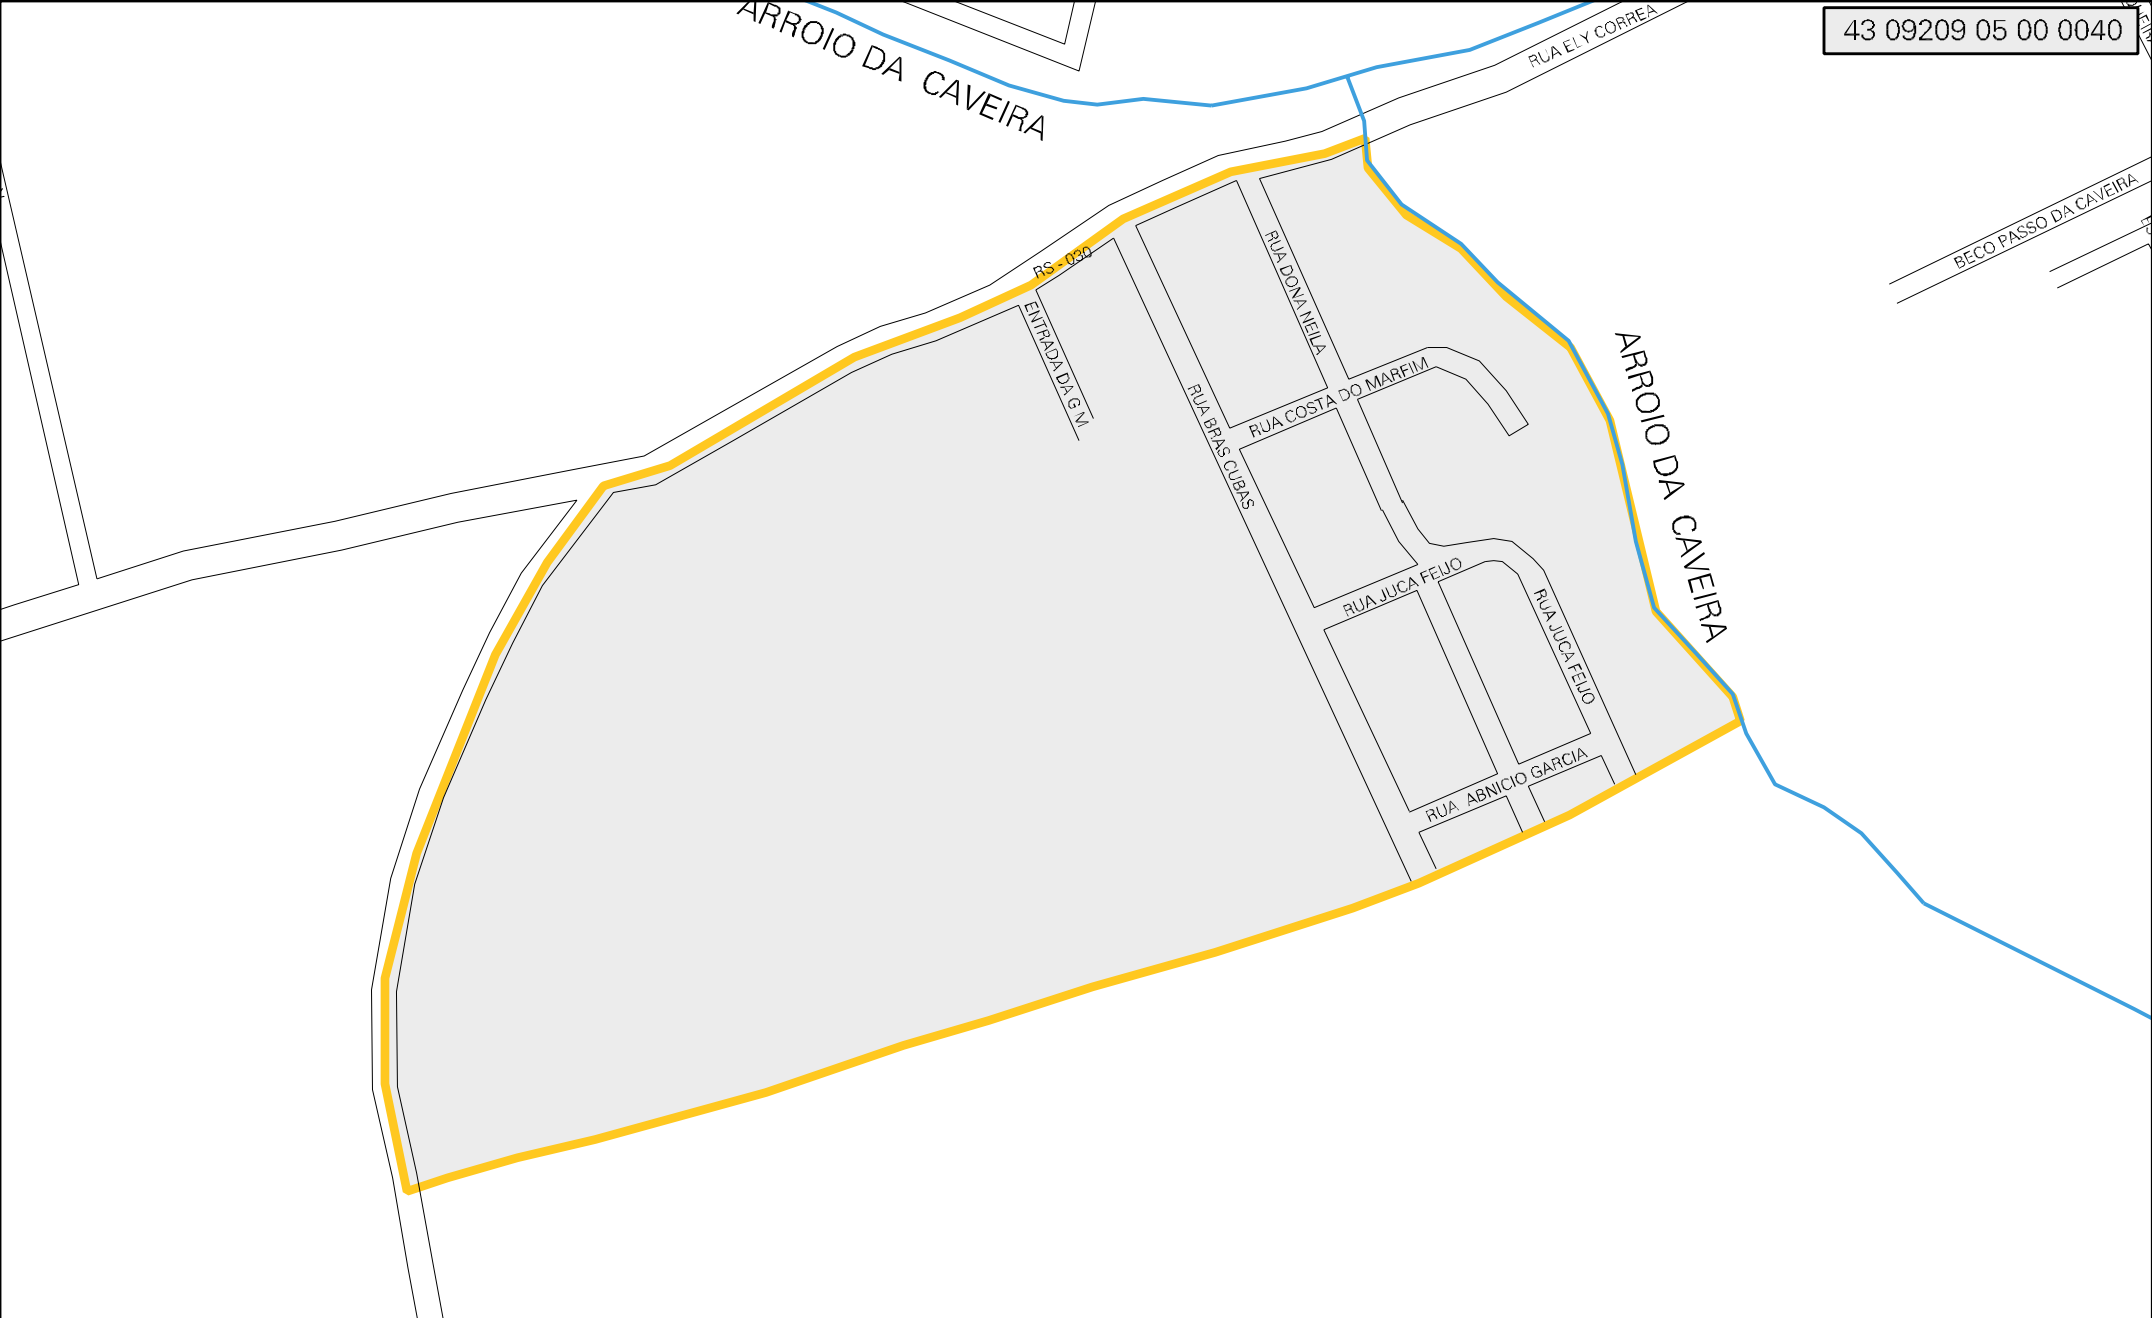 ARROIO DA CAVEIRA
RUA ELY CORREA
43 09209 05 00 0040
BECO PASSO DA CAVEIRA
RS - 030
ENTRADA DA G M
RUA DONA NEILA
RUA COSTA DO MARFIM
RUA BRAS CUBAS
ARROIO DA CAVEIRA
RUA JUCA FEIJO
RUA JUCA FEIJO
RUA ABNICIO GARCIA